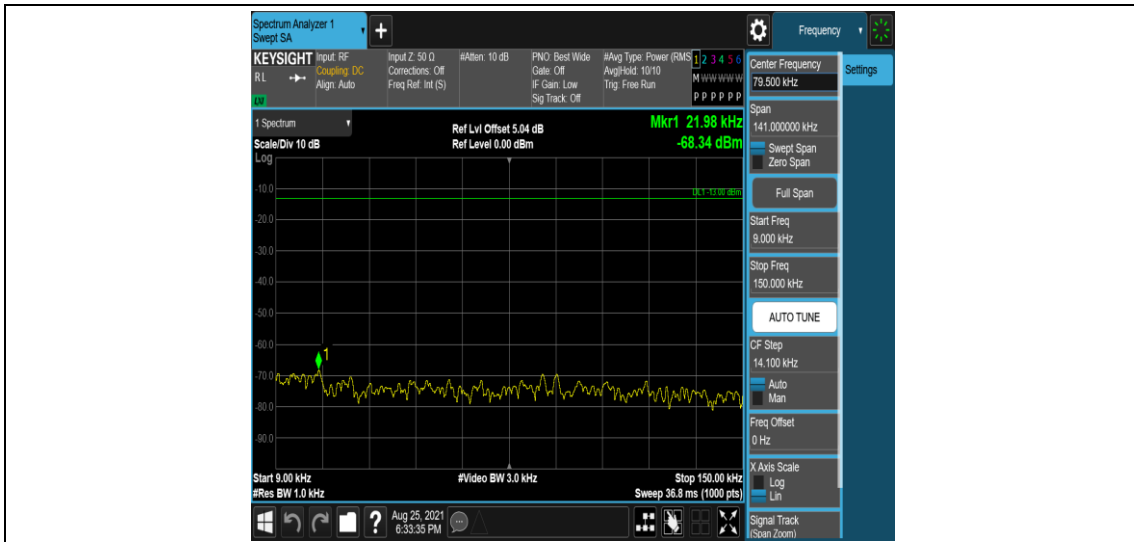 Spectrum Analyzer 1
Swept SA
+
Frequency
KEYSIGHT
RL
LXI
Input: RF
Coupling: DC
Align: Auto
Input Z: 50 Ω
Corrections: Off
Freq Ref: Int (S)
#Atten: 10 dB
PNO: Best Wide
Gate: Off
IF Gain: Low
Sig Track: Off
#Avg Type: Power (RMS
Avg|Hold: 10/10
Trig: Free Run
1 2 3 4 5 6
M W W W W W
P P P P P P
1 Spectrum
Scale/Div 10 dB
Log
Ref Lvl Offset 5.04 dB
Ref Level 0.00 dBm
Mkr1 21.98 kHz
-68.34 dBm
DL1 -13.00 dBm
-10.0
-20.0
-30.0
-40.0
-50.0
-60.0
1
-70.0
-80.0
-90.0
Start 9.00 kHz
#Res BW 1.0 kHz
#Video BW 3.0 kHz
Stop 150.00 kHz
Sweep 36.8 ms (1000 pts)
?
Aug 25, 2021
6:33:35 PM
Center Frequency
79.500 kHz
Settings
Span
141.000000 kHz
Swept Span
Zero Span
Full Span
Start Freq
9.000 kHz
Stop Freq
150.000 kHz
AUTO TUNE
CF Step
14.100 kHz
Auto
Man
Freq Offset
0 Hz
X Axis Scale
Log
Lin
Signal Track
(Span Zoom)